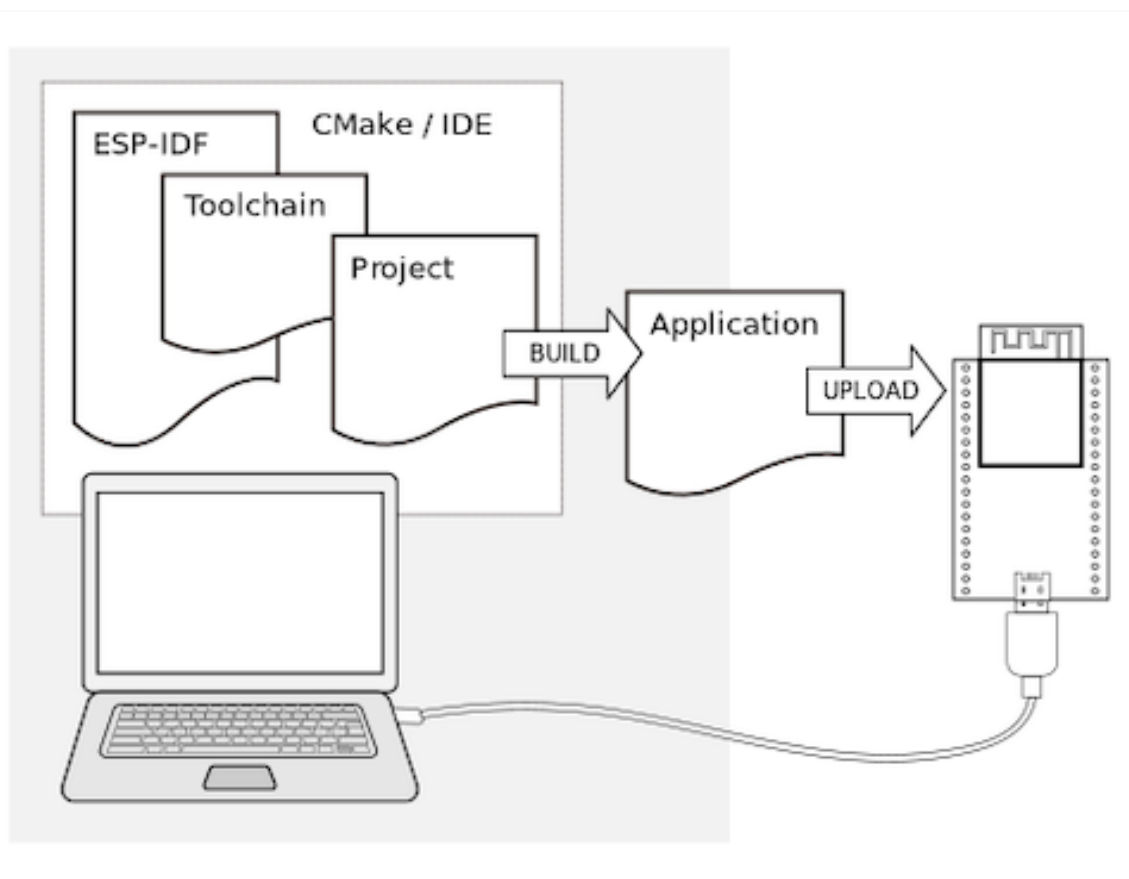 ESP-IDF
CMake / IDE
Toolchain
Project
BUILD
Application
UPLOAD